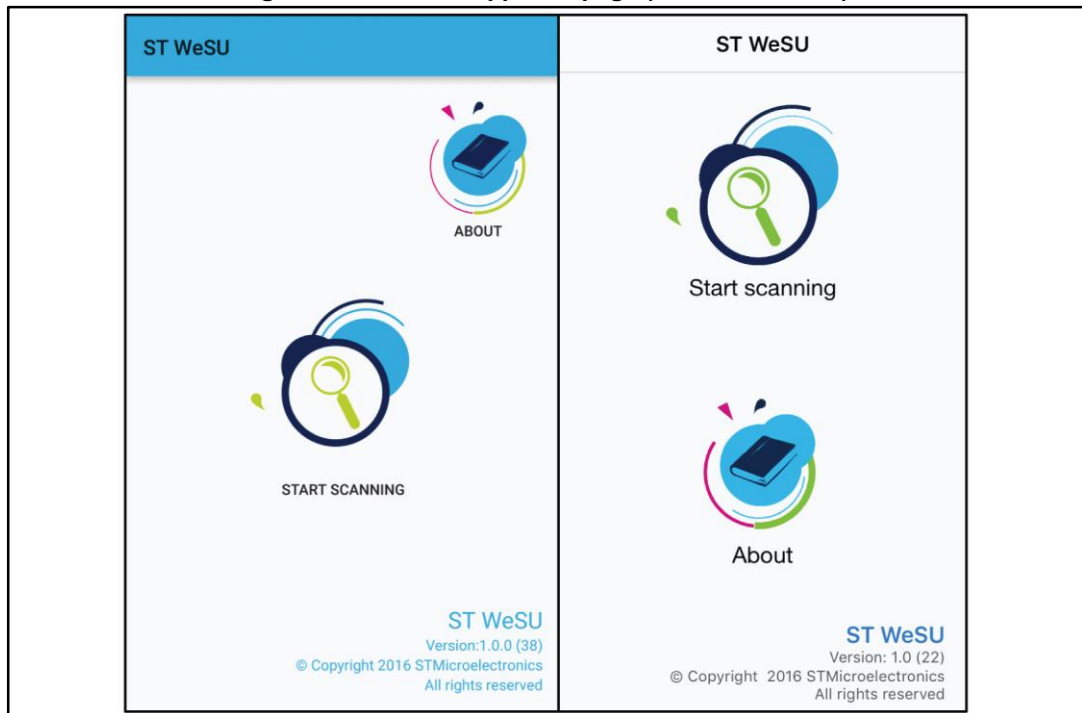 ST WeSU
ABOUT
START SCANNING
ST WeSU
Version:1.0.0 (38)
© Copyright 2016 STMicroelectronics
All rights reserved
ST WeSU
Start scanning
About
ST WeSU
Version: 1.0 (22)
© Copyright 2016 STMicroelectronics
All rights reserved